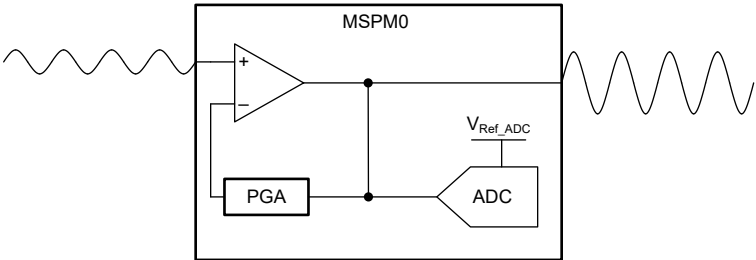 MSPM0
+
–
V_Ref_ADC
PGA
ADC